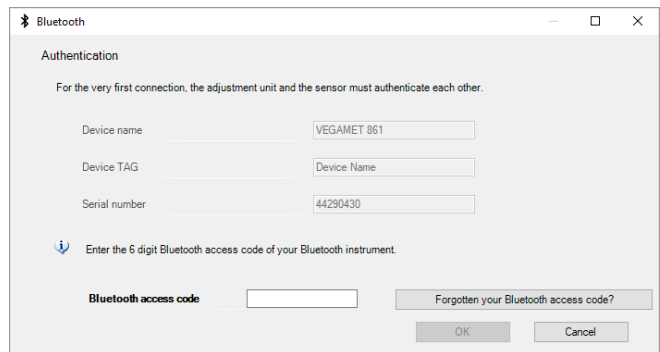 Bluetooth
Authentication
For the very first connection, the adjustment unit and the sensor must authenticate each other.
Device name VEGAMET 861
Device TAG Device Name
Serial number 44290430
Enter the 6 digit Bluetooth access code of your Bluetooth instrument.
Bluetooth access code Forgotten your Bluetooth access code?
OK Cancel